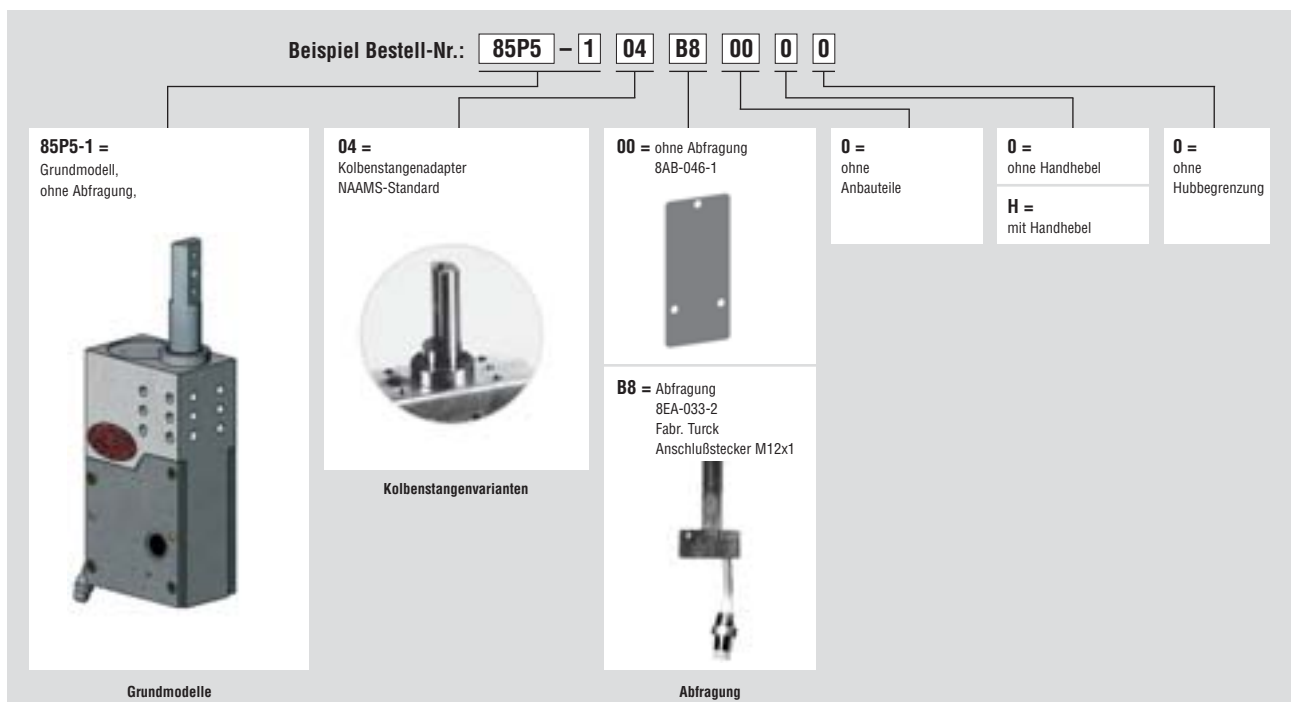 Beispiel Bestell-Nr.: 85P5 – 1 04 B8 00 0 0
85P5-1 =
Grundmodell,
ohne Abfragung,
Grundmodelle
04 =
Kolbenstangenadapter
NAAMS-Standard
Kolbenstangenvarianten
00 = ohne Abfragung
8AB-046-1
B8 = Abfragung
8EA-033-2
Fabr. Turck
Anschlußstecker M12x1
Abfragung
0 =
ohne
Anbauteile
0 =
ohne Handhebel
H =
mit Handhebel
0 =
ohne
Hubbegrenzung